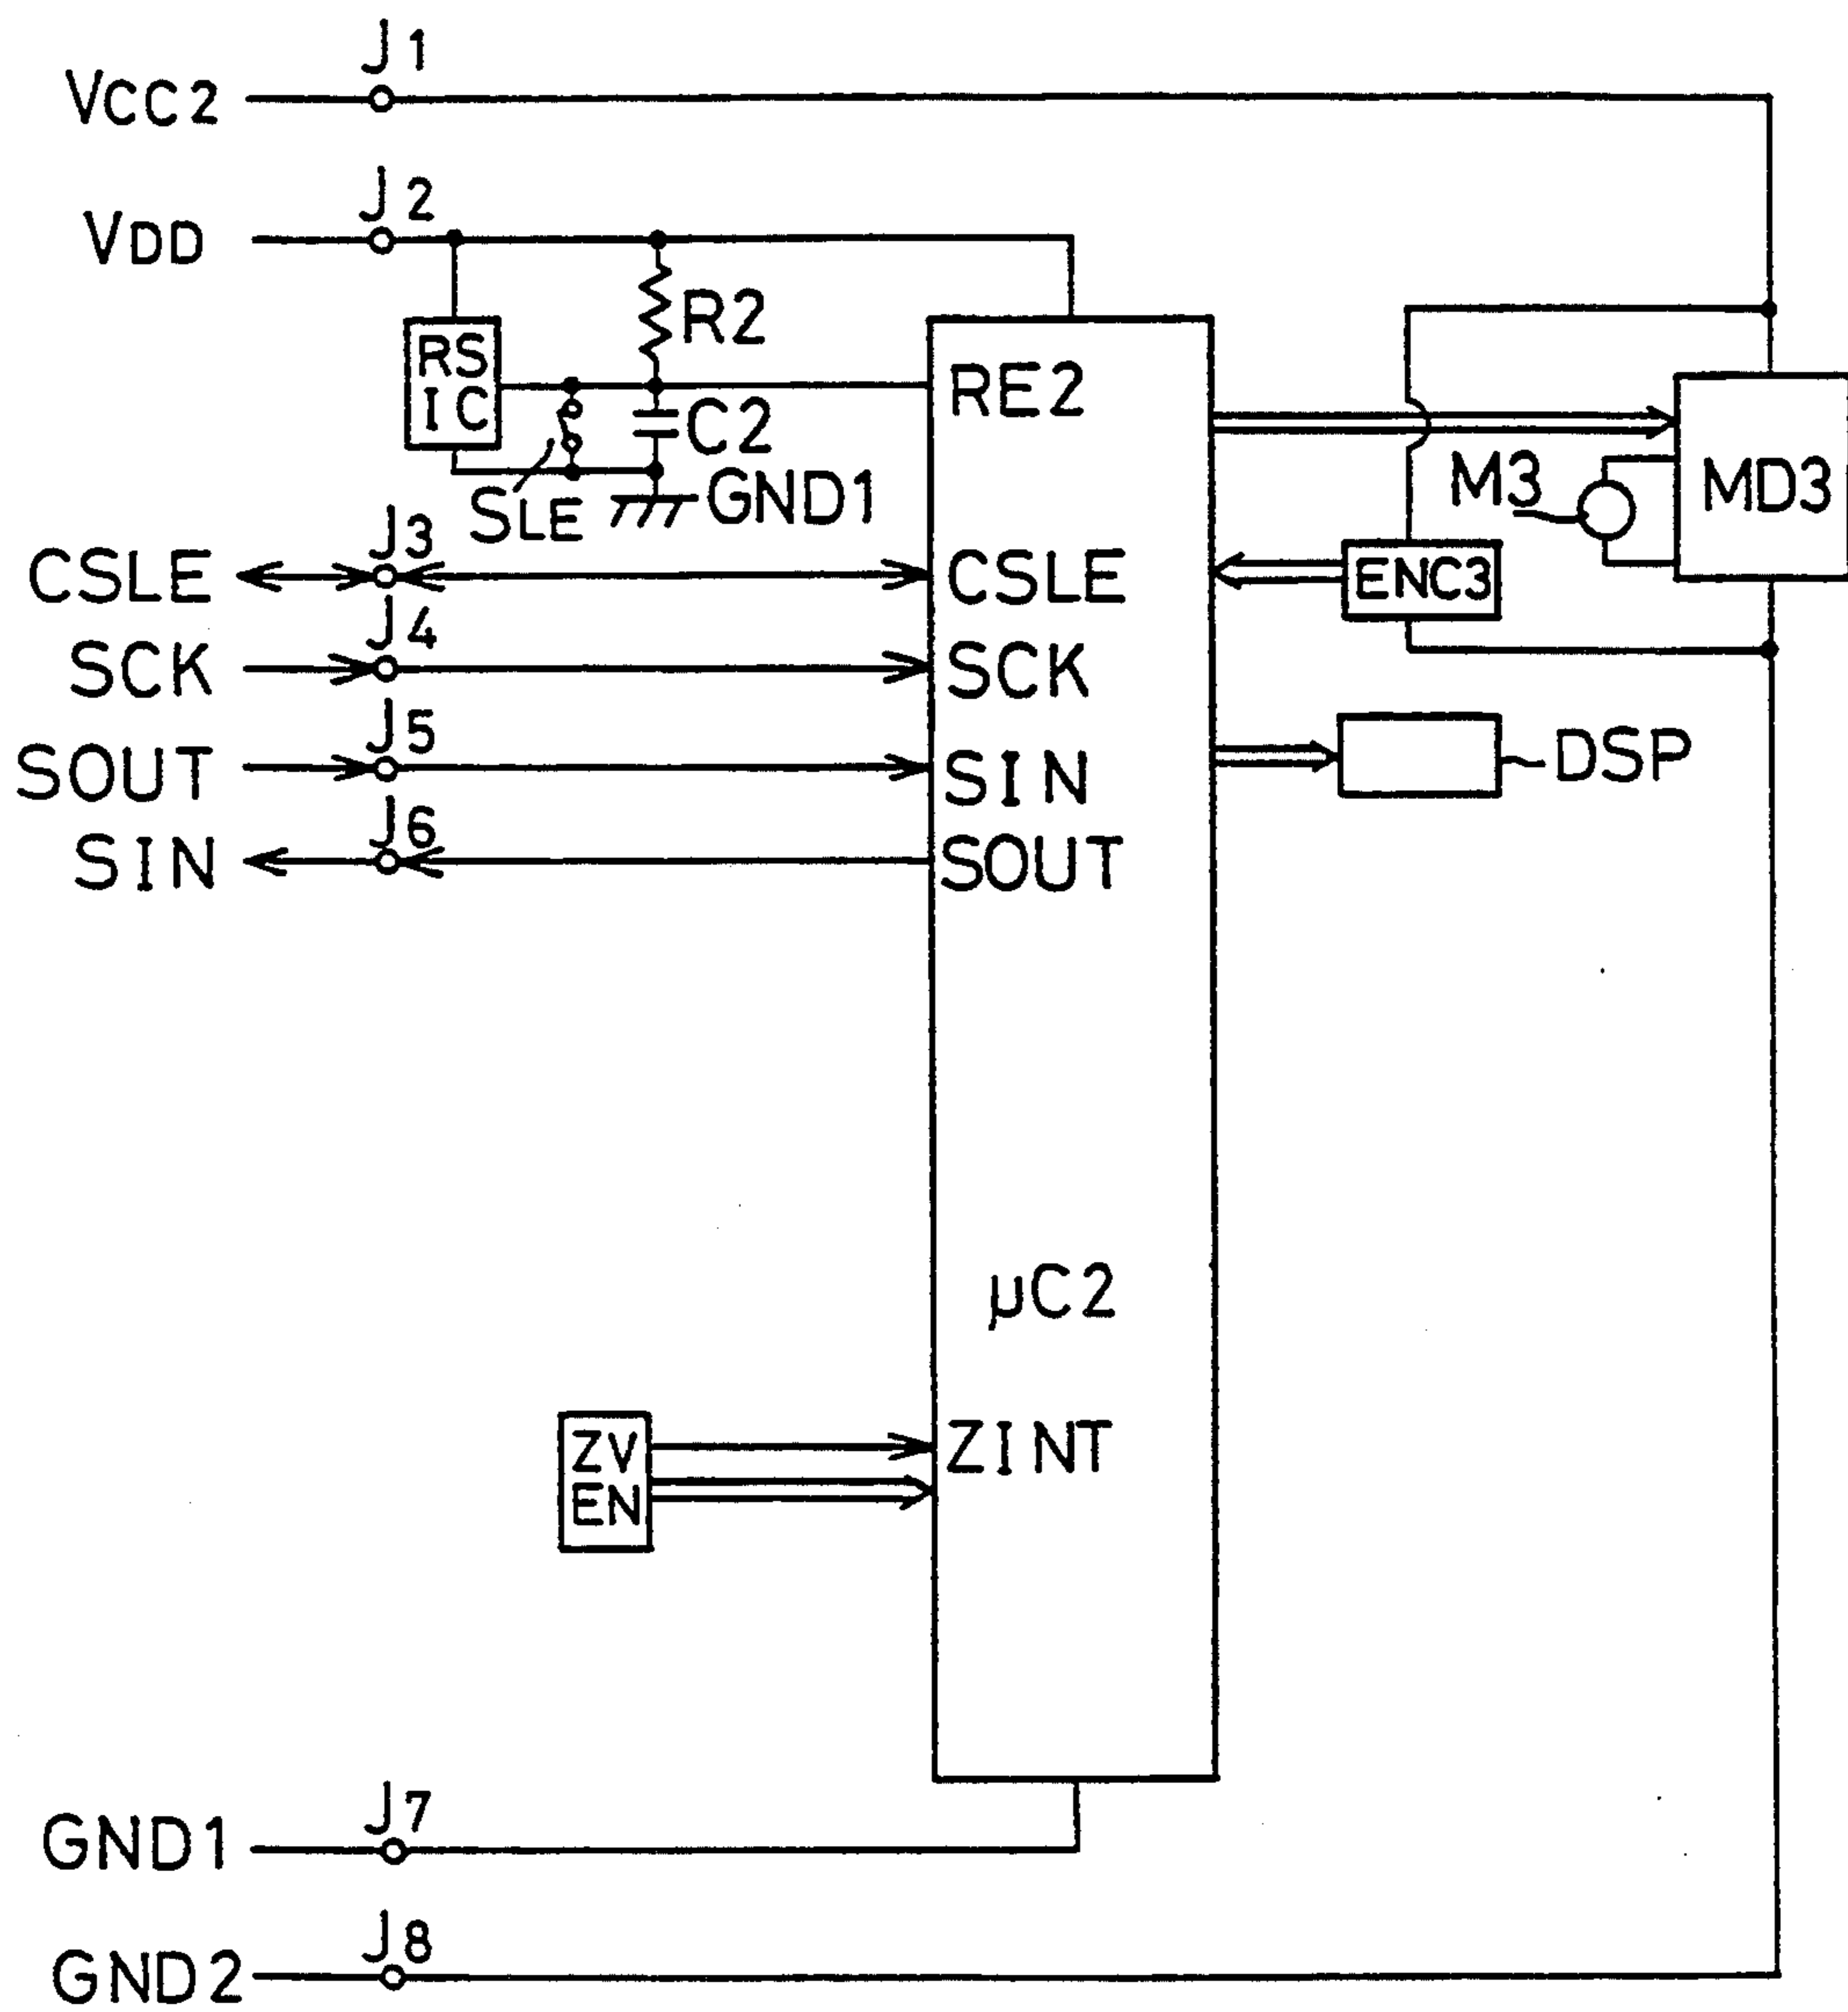 J1
VCC2
J2
VDD
R2
RS
IC
RE2
C2
SLE
GND1
M3
MD3
J3
CSLE
CSLE
ENC3
J4
SCK
SCK
J5
SOUT
SIN
DSP
J6
SIN
SOUT
µC2
ZV
EN
ZINT
J7
GND1
J8
GND2